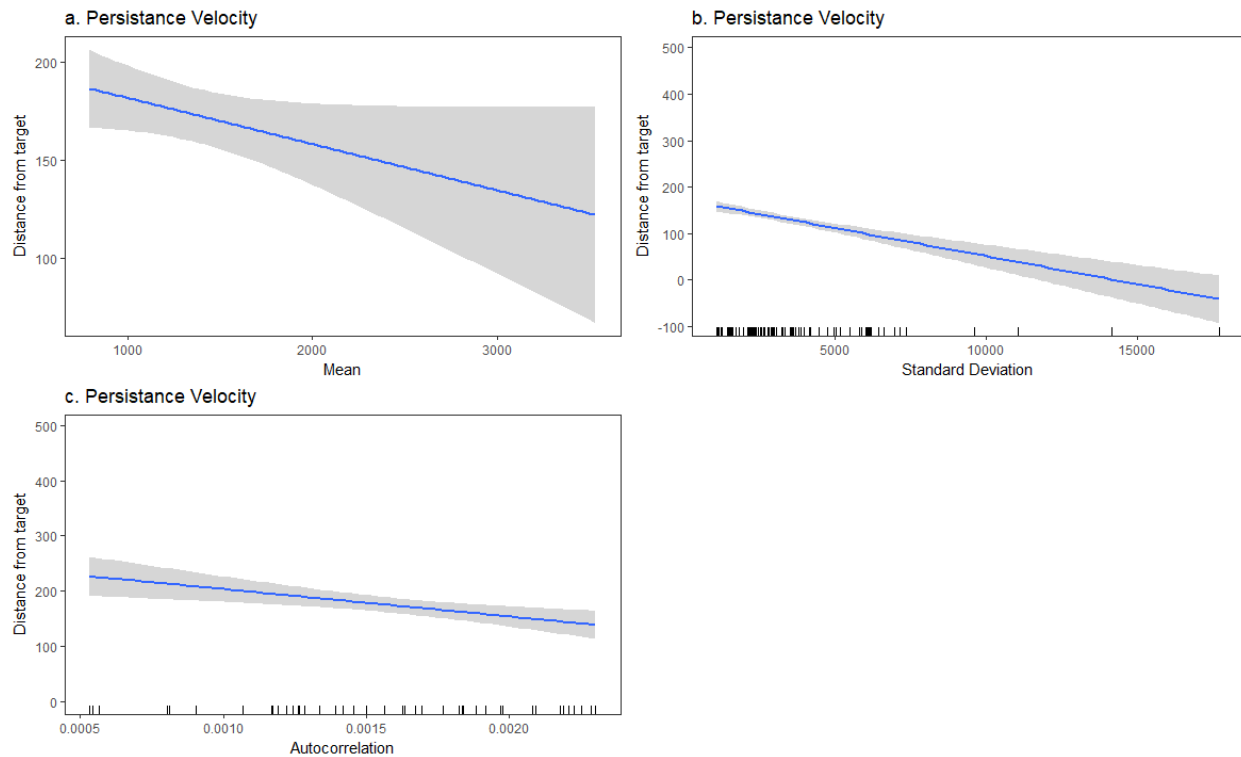 a. Persistance Velocity
200
150
100
Distance from target
1000 2000 3000
Mean
b. Persistance Velocity
500
400
300
200
100
0
-100
Distance from target
5000 10000 15000
Standard Deviation
c. Persistance Velocity
500
400
300
200
100
0
Distance from target
0.0005 0.0010 0.0015 0.0020
Autocorrelation